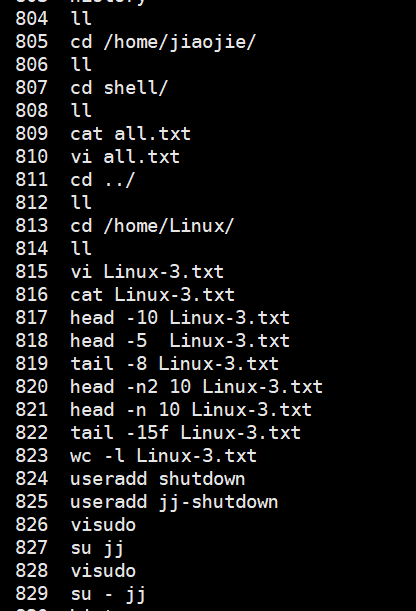 804 ll
805 cd /home/jiaojie/
806 ll
807 cd shell/
808 ll
809 cat all.txt
810 vi all.txt
811 cd ../
812 ll
813 cd /home/Linux/
814 ll
815 vi Linux-3.txt
816 cat Linux-3.txt
817 head -10 Linux-3.txt
818 head -5  Linux-3.txt
819 tail -8 Linux-3.txt
820 head -n2 10 Linux-3.txt
821 head -n 10 Linux-3.txt
822 tail -15f Linux-3.txt
823 wc -l Linux-3.txt
824 useradd shutdown
825 useradd jj-shutdown
826 visudo
827 su jj
828 visudo
829 su - jj